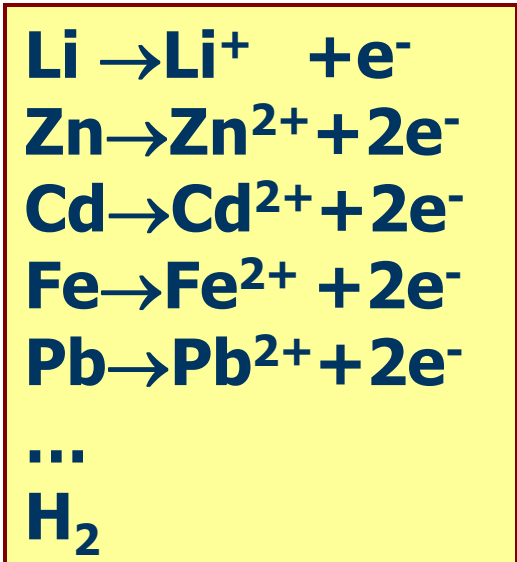 Li →Li⁺ +e⁻
Zn→Zn²⁺+2e⁻
Cd→Cd²⁺+2e⁻
Fe→Fe²⁺ +2e⁻
Pb→Pb²⁺+2e⁻
...
H₂